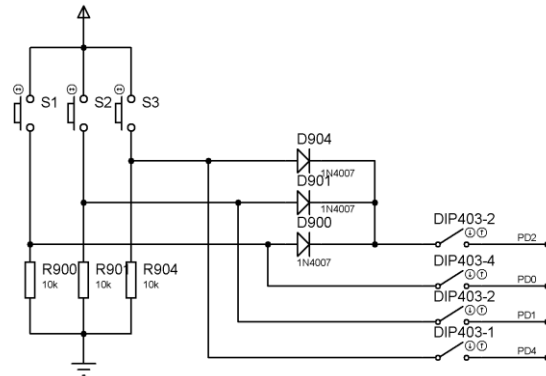 S1
S2
S3
D904
1N4007
D901
1N4007
D900
1N4007
DIP403-2
PD2
R900
10k
R901
10k
R904
10k
DIP403-4
PD0
DIP403-2
PD1
DIP403-1
PD4